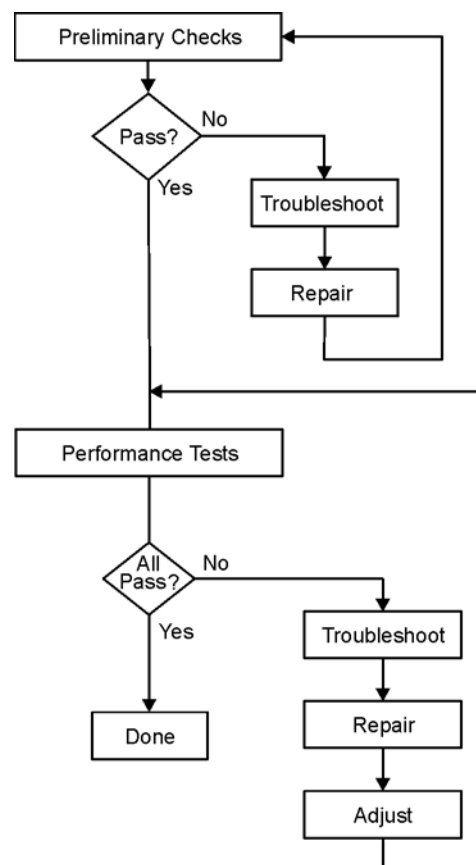 Preliminary Checks
No
Pass?
Yes
Troubleshoot
Repair
Performance Tests
All
Pass?
No
Yes
Troubleshoot
Repair
Done
Adjust